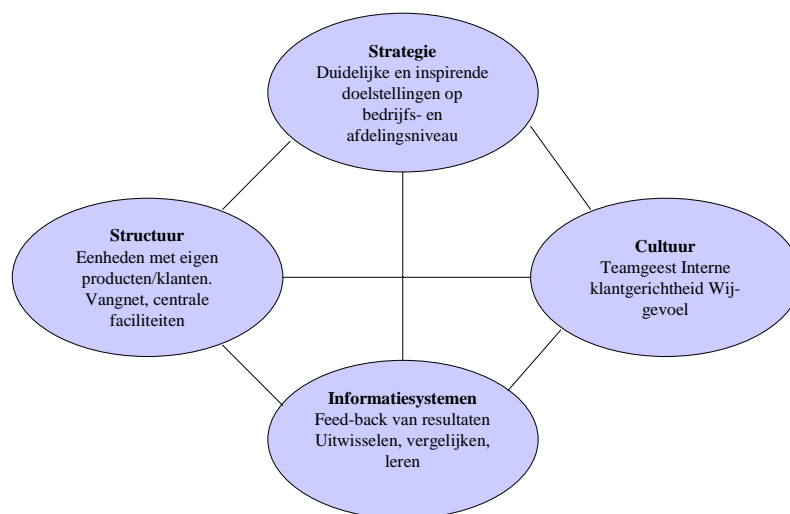 Strategie
Duidelijke en inspirende
doelstellingen op
bedrijfs- en
afdelingsniveau
Structuur
Eenheden met eigen
producten/klanten.
Vangnet, centrale
faciliteiten
Cultuur
Teamgeest Interne
klantgerichtheid Wij-
gevoel
Informatiesystemen
Feed-back van resultaten
Uitwisselen, vergelijken,
leren